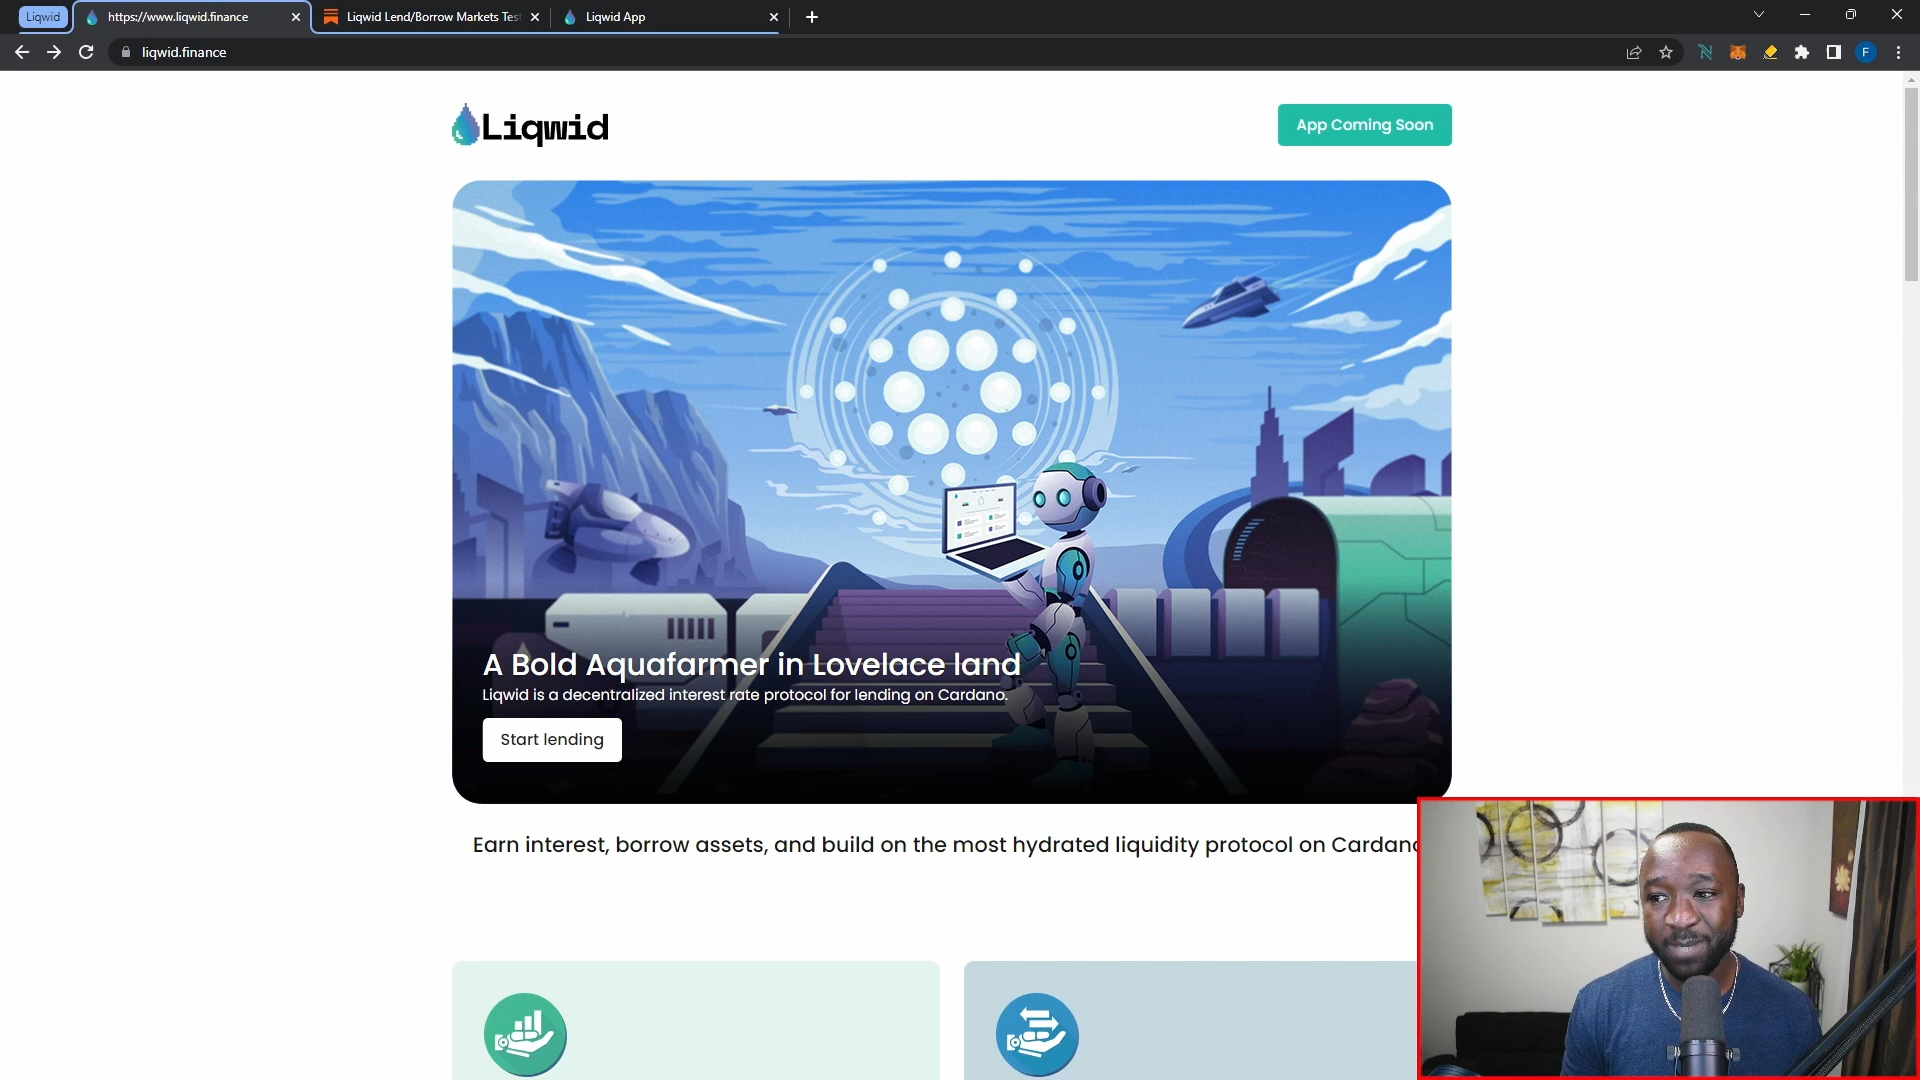 Liqwid
https://www.liqwid.finance
Liqwid Lend/Borrow Markets Tes
Liqwid App
liqwid.finance
F
Liqwid
App Coming Soon
A Bold Aquafarmer in Lovelace land
Liqwid is a decentralized interest rate protocol for lending on Cardano.
Start lending
Earn interest, borrow assets, and build on the most hydrated liquidity protocol on Cardano